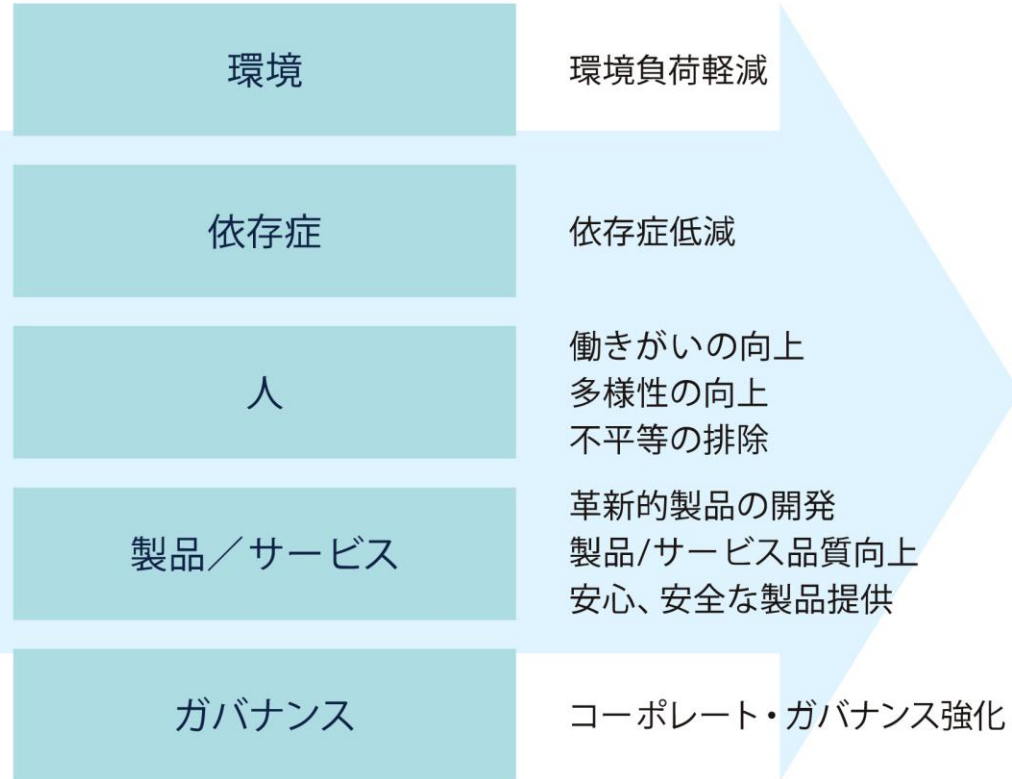 環境
環境負荷軽減
依存症
依存症低減
人
働きがいの向上
多様性の向上
不平等の排除
製品／サービス
革新的製品の開発
製品/サービス品質向上
安心、安全な製品提供
ガバナンス
コーポレート・ガバナンス強化